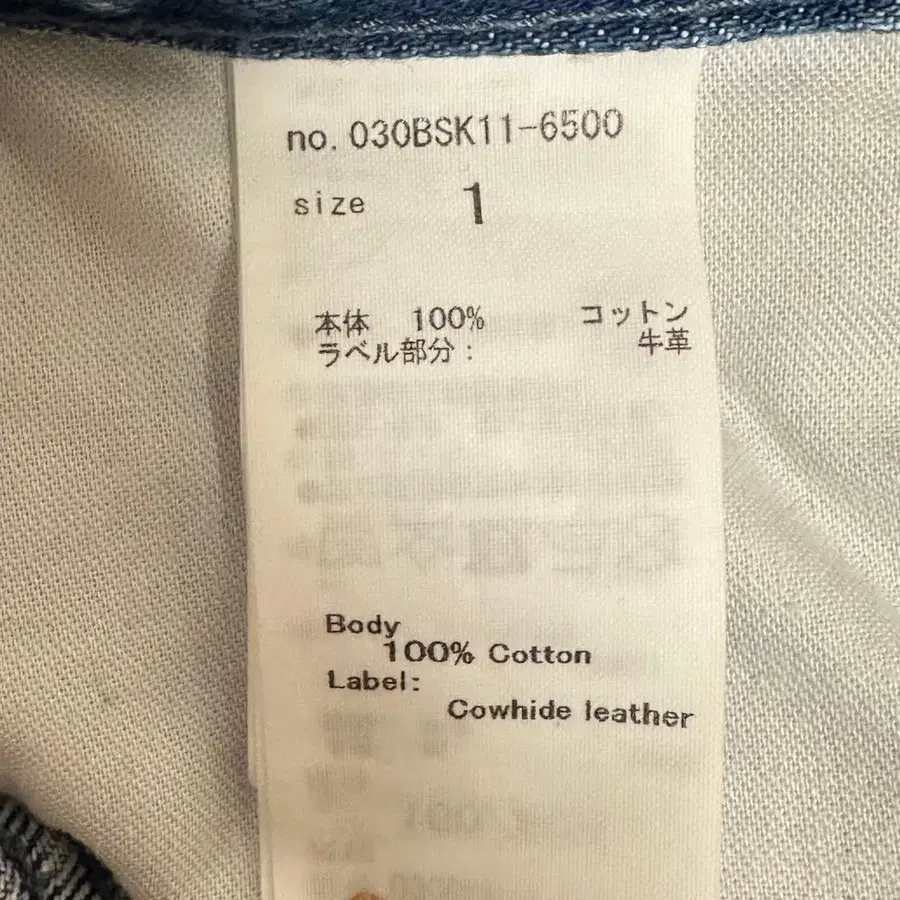 no. 030BSK11-6500
size 1
本体 100% コットン
ラベル部分： 牛革
Body
100% Cotton
Label:
Cowhide leather